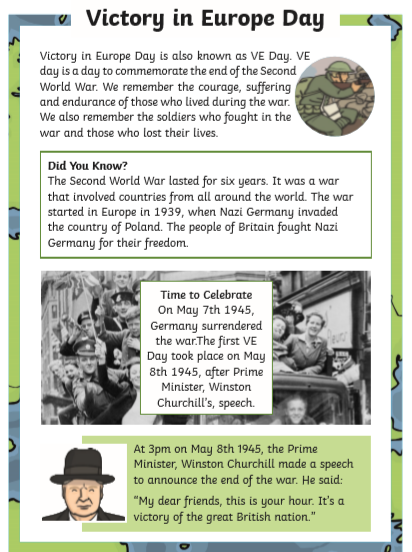 Victory in Europe Day
Victory in Europe Day is also known as VE Day. VE
day is a day to commemorate the end of the Second
World War. We remember the courage, suffering
and endurance of those who lived during the war.
We also remember the soldiers who fought in the
war and those who lost their lives.
Did You Know?
The Second World War lasted for six years. It was a war
that involved countries from all around the world. The war
started in Europe in 1939, when Nazi Germany invaded
the country of Poland. The people of Britain fought Nazi
Germany for their freedom.
Time to Celebrate
On May 7th 1945,
Germany surrendered
the war.The first VE
Day took place on May
8th 1945, after Prime
Minister, Winston
Churchill's, speech.
At 3pm on May 8th 1945, the Prime
Minister, Winston Churchill made a speech
to announce the end of the war. He said:
“My dear friends, this is your hour. It’s a
victory of the great British nation.”